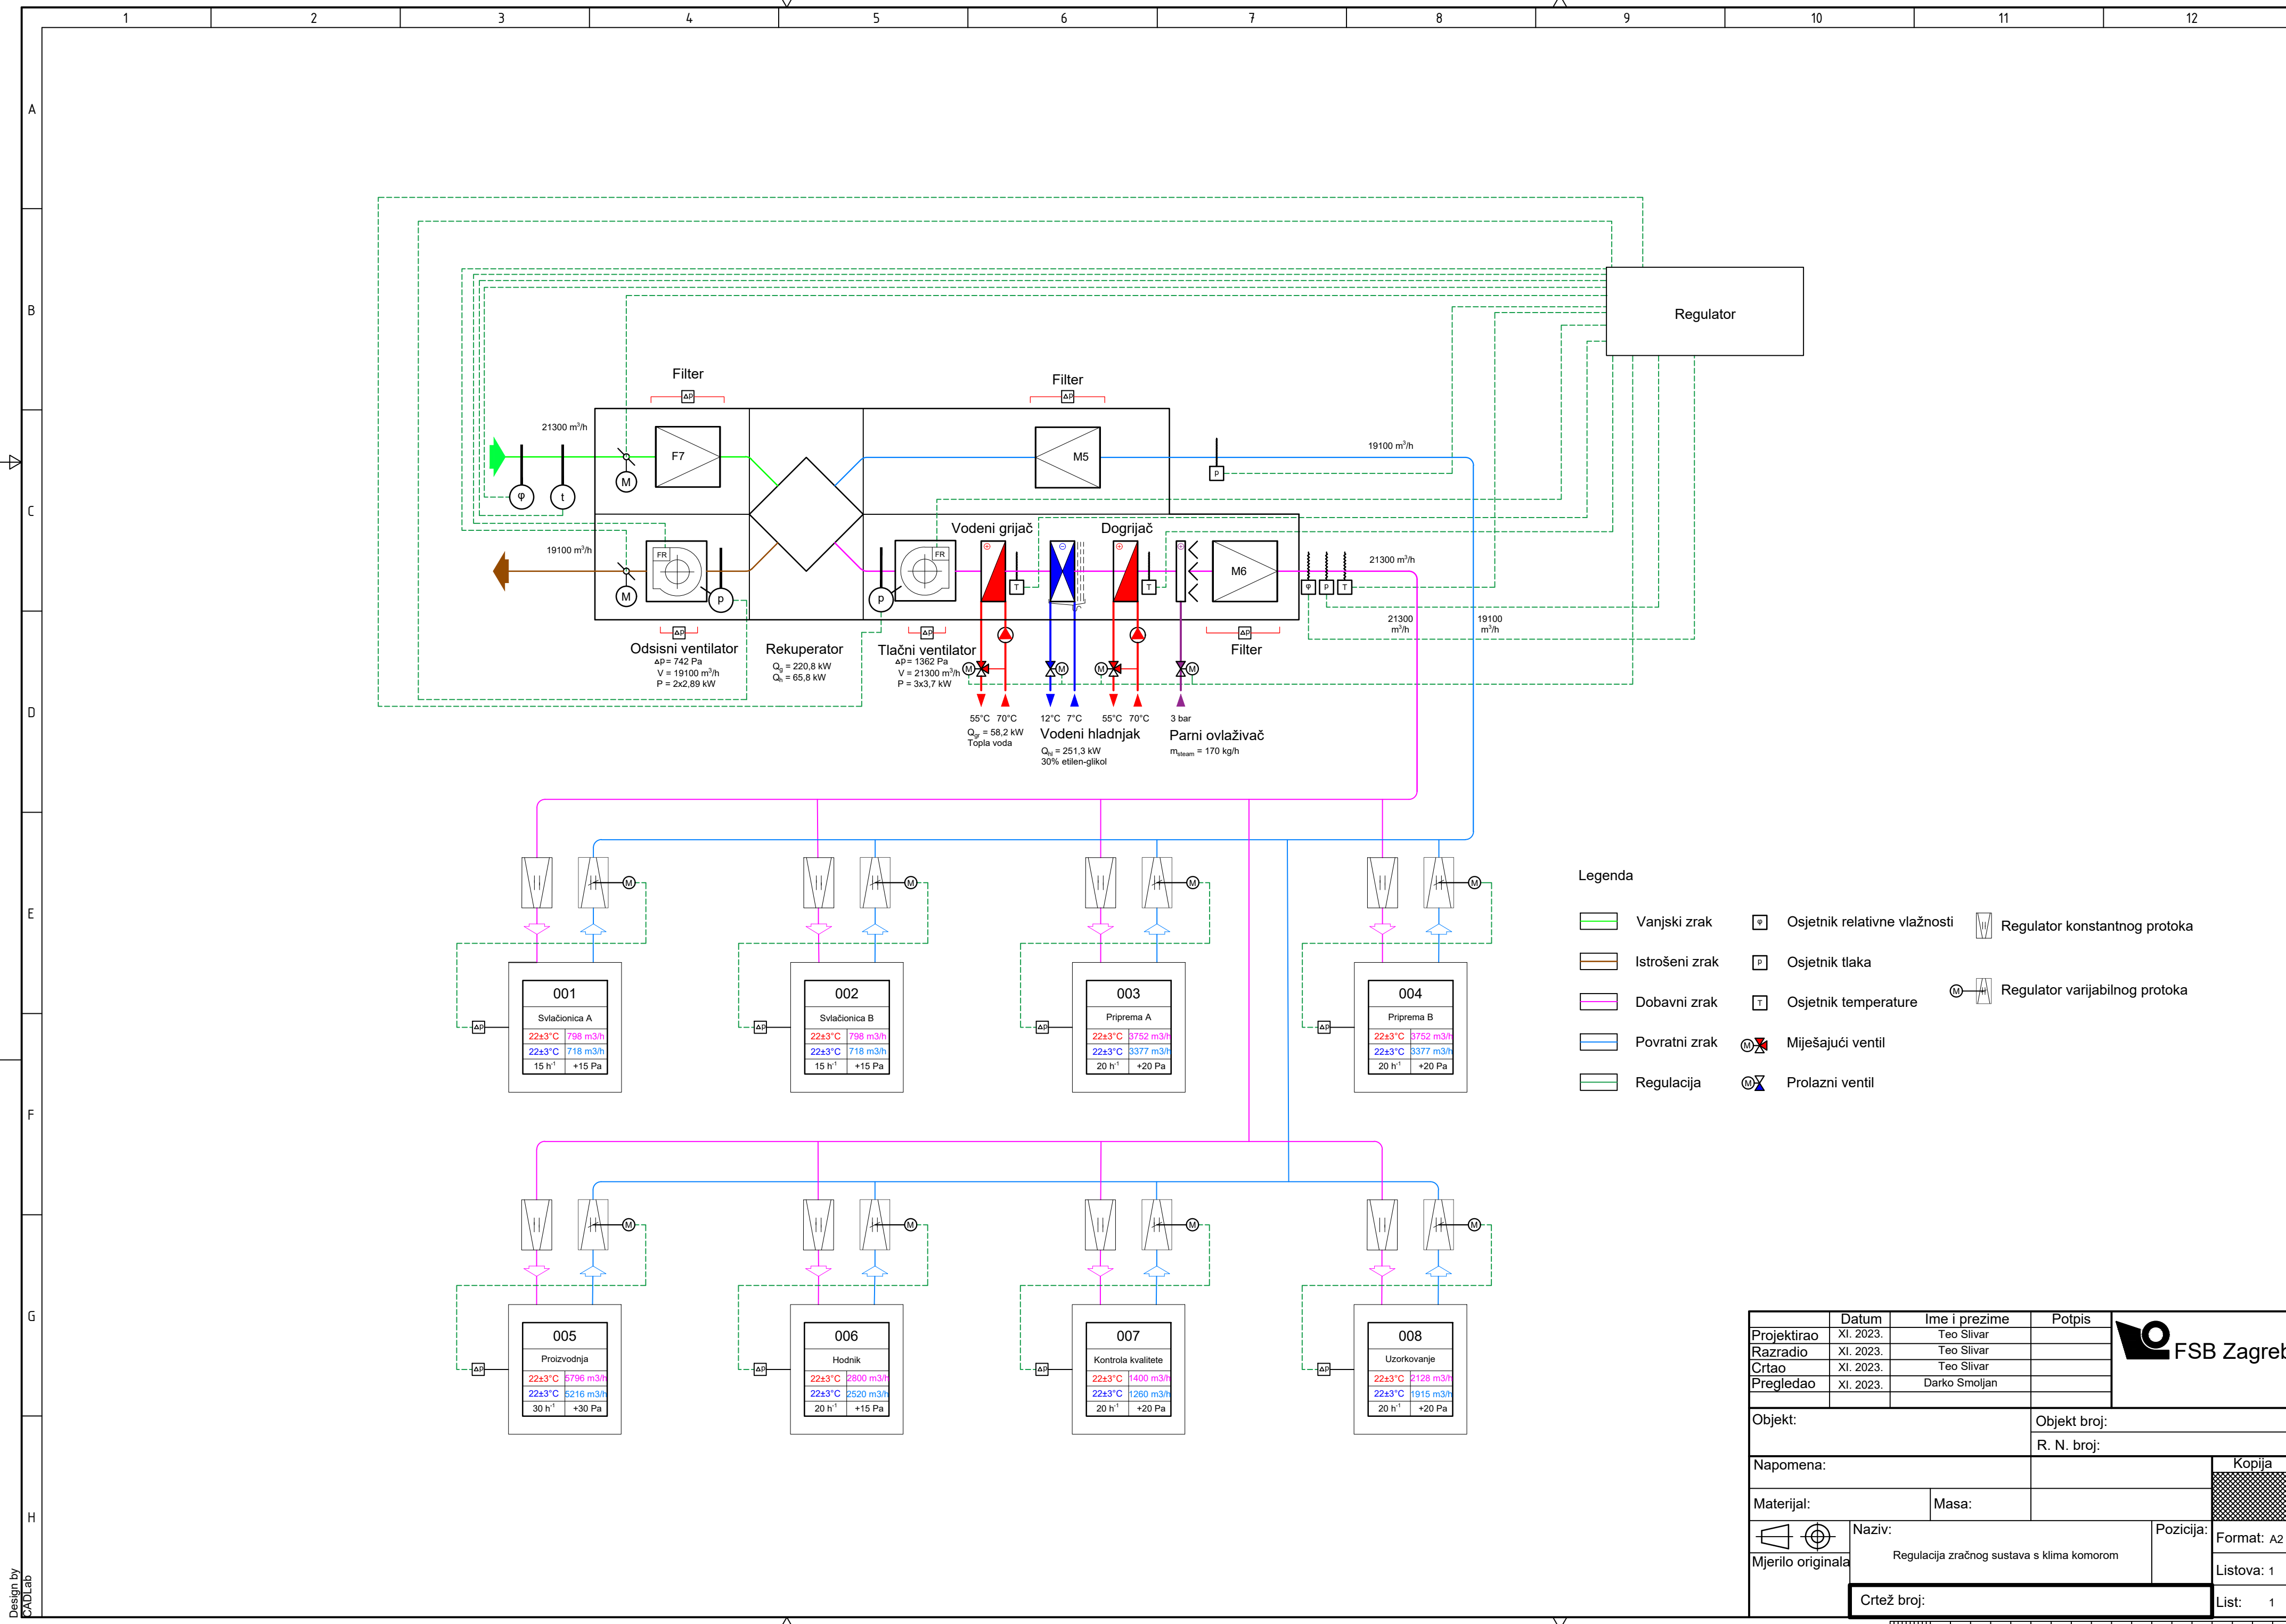 1 2 3 4 5 6 7 8 9 10 11 12
A
B
C
D
E
F
G
H
Regulator
Filter
Filter
Δp
Δp
21300 m³/h
19100 m³/h
F7
M5
φ
t
M
p
Vodeni grijač
Dogrijač
19100 m³/h
21300 m³/h
FR
FR
M6
M
p
p
T
T
φ
p
T
21300 m³/h
19100 m³/h
Δp
Δp
Δp
Odsisni ventilator
Δp = 742 Pa
V = 19100 m³/h
P = 2x2,89 kW
Rekuperator
Qg = 220,8 kW
Qh = 65,8 kW
Tlačni ventilator
Δp = 1362 Pa
V = 21300 m³/h
P = 3x3,7 kW
Filter
M
M
M
M
55°C 70°C
Qgr = 58,2 kW
Topla voda
12°C 7°C
Vodeni hladnjak
Qhl = 251,3 kW
30% etilen-glikol
55°C 70°C
3 bar
Parni ovlaživač
msteam = 170 kg/h
M
M
M
M
Δp
001
Svlačionica A
22±3°C 798 m3/h
22±3°C 718 m3/h
15 h⁻¹ +15 Pa
Δp
002
Svlačionica B
22±3°C 798 m3/h
22±3°C 718 m3/h
15 h⁻¹ +15 Pa
Δp
003
Priprema A
22±3°C 3752 m3/h
22±3°C 3377 m3/h
20 h⁻¹ +20 Pa
Δp
004
Priprema B
22±3°C 3752 m3/h
22±3°C 3377 m3/h
20 h⁻¹ +20 Pa
M
M
M
M
Δp
005
Proizvodnja
22±3°C 5796 m3/h
22±3°C 5216 m3/h
30 h⁻¹ +30 Pa
Δp
006
Hodnik
22±3°C 2800 m3/h
22±3°C 2520 m3/h
20 h⁻¹ +15 Pa
Δp
007
Kontrola kvalitete
22±3°C 1400 m3/h
22±3°C 1260 m3/h
20 h⁻¹ +20 Pa
Δp
008
Uzorkovanje
22±3°C 2128 m3/h
22±3°C 1915 m3/h
20 h⁻¹ +20 Pa
Legenda
Vanjski zrak
Istrošeni zrak
Dobavni zrak
Povratni zrak
Regulacija
φ Osjetnik relativne vlažnosti
p Osjetnik tlaka
T Osjetnik temperature
M Miješajući ventil
M Prolazni ventil
Regulator konstantnog protoka
M Regulator varijabilnog protoka
Datum Ime i prezime Potpis
Projektirao XI. 2023. Teo Slivar
Razradio XI. 2023. Teo Slivar
Crtao XI. 2023. Teo Slivar
Pregledao XI. 2023. Darko Smoljan
FSB Zagreb
Objekt:
Objekt broj:
R. N. broj:
Napomena:
Kopija
Materijal:
Masa:
Naziv:
Regulacija zračnog sustava s klima komorom
Pozicija:
Format: A2
Mjerilo originala
Listova: 1
Crtež broj:
List: 1
Design by
CADLab